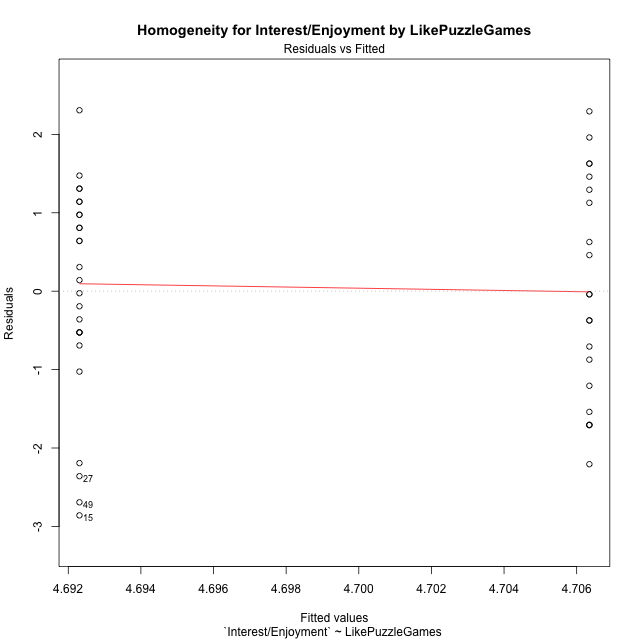 Homogeneity for Interest/Enjoyment by LikePuzzleGames
Residuals vs Fitted
Residuals
2
1
0
-1
-2
-3
27
49
15
4.692 4.694 4.696 4.698 4.700 4.702 4.704 4.706
Fitted values
`Interest/Enjoyment` ~ LikePuzzleGames